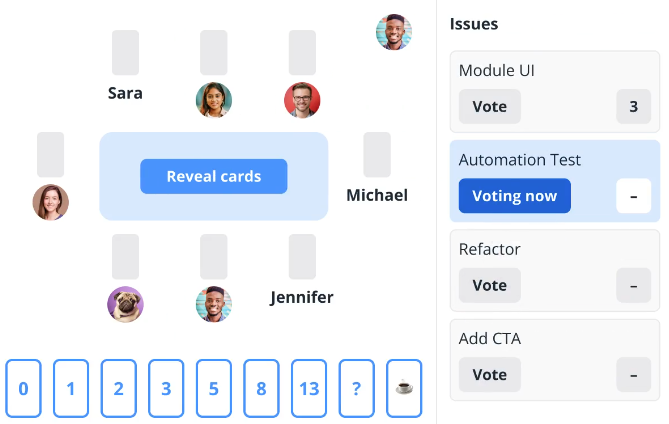 Issues
Sara
Reveal cards
Michael
Jennifer
0 1 2 3 5 8 13 ?
Module UI
Vote 3
Automation Test
Voting now –
Refactor
Vote –
Add CTA
Vote –